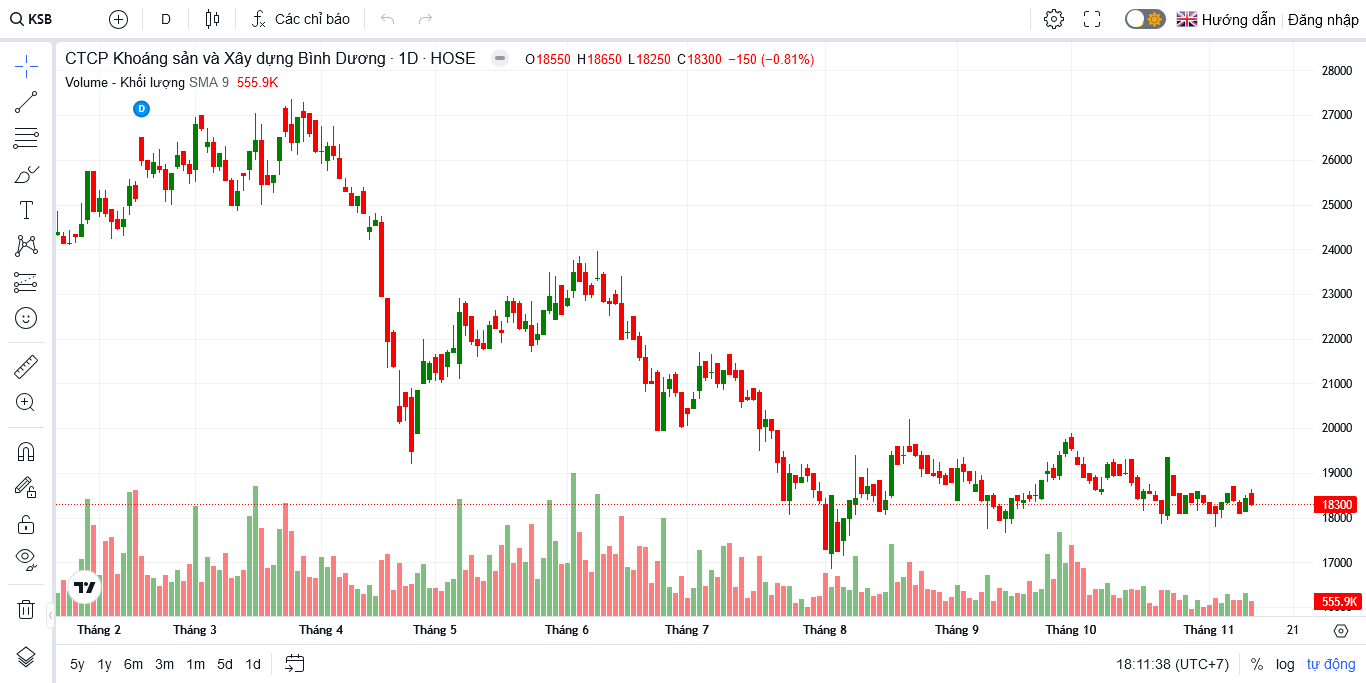 KSB D Các chỉ báo Hướng dẫn Đăng nhập
CTCP Khoáng sản và Xây dựng Bình Dương · 1D · HOSE O18550 H18650 L18250 C18300 −150 (−0.81%)
Volume - Khối lượng SMA 9 555.9K
D
28000
27000
26000
25000
24000
23000
22000
21000
20000
19000
18300
18000
17000
555.9K
Tháng 2 Tháng 3 Tháng 4 Tháng 5 Tháng 6 Tháng 7 Tháng 8 Tháng 9 Tháng 10 Tháng 11 21
5y 1y 6m 3m 1m 5d 1d 18:11:38 (UTC+7) % log tự động